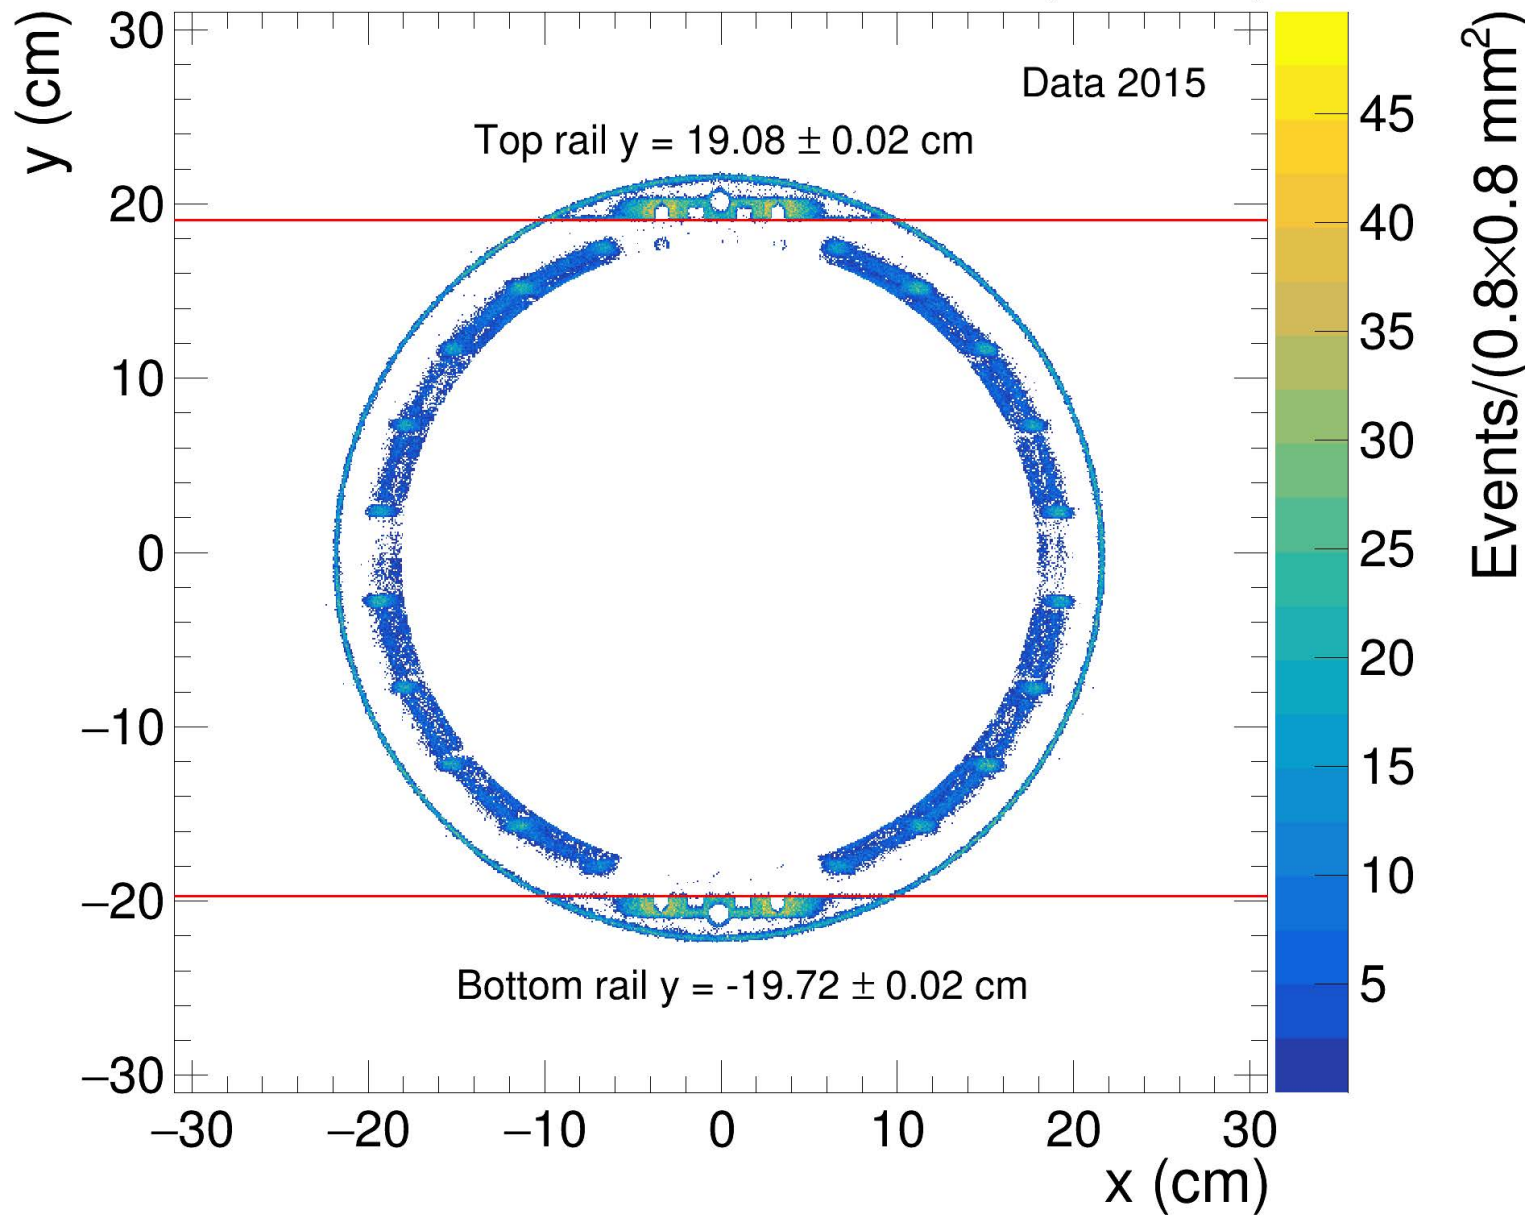 y (cm)
30
20
10
0
−10
−20
−30
Data 2015
Top rail y = 19.08 ± 0.02 cm
Bottom rail y = -19.72 ± 0.02 cm
−30 −20 −10 0 10 20 30
x (cm)
45
40
35
30
25
20
15
10
5
Events/(0.8×0.8 mm²)